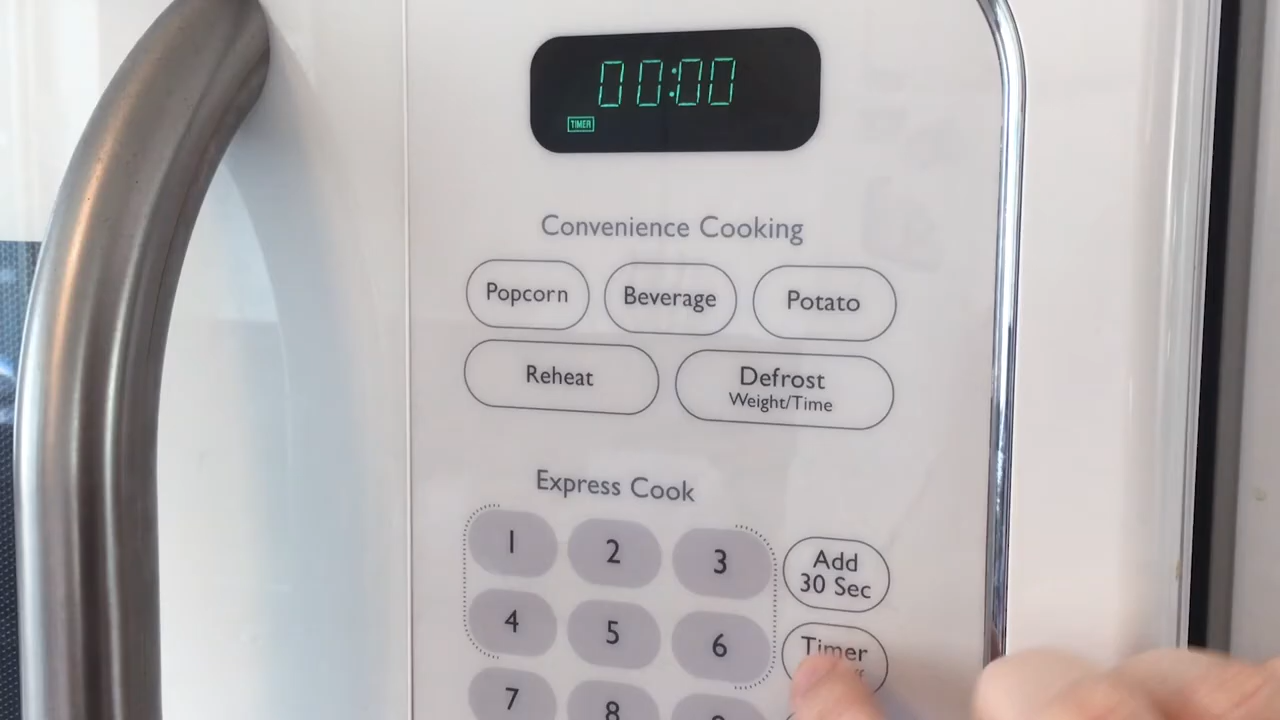 00:00
TIMER
Convenience Cooking
Popcorn
Beverage
Potato
Reheat
Defrost
Weight/Time
Express Cook
1
2
3
Add
30 Sec
4
5
6
Timer
7
8
9